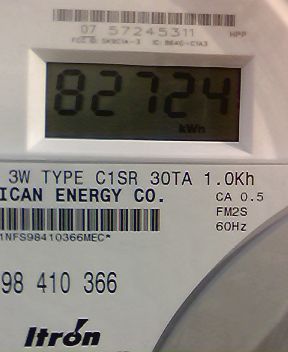 07 57245311
HPP
82724
kWh
3W TYPE C1SR 30TA 1.0Kh
ICAN ENERGY CO. CA 0.5
FM2S
60Hz
1NFS98410366MEC*
98 410 366
Itron